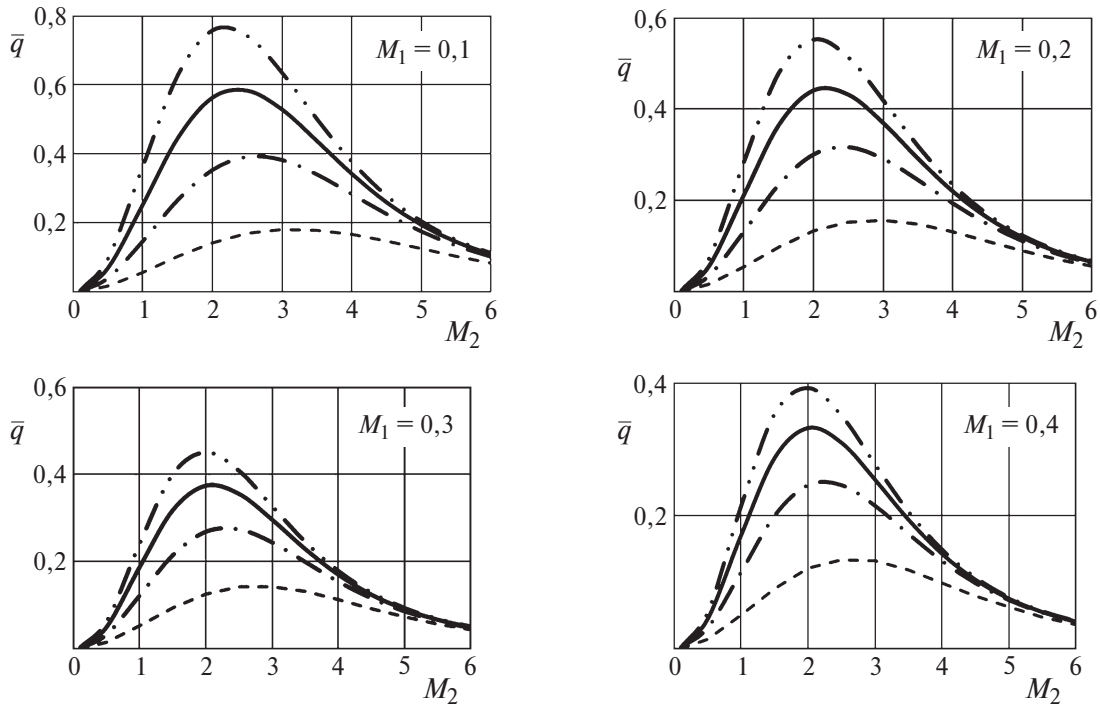 0,8
q̅
M₁ = 0,1
0,6
0,4
0,2
0 1 2 3 4 5 6
M₂
0,6
q̅
M₁ = 0,2
0,4
0,2
0 1 2 3 4 5 6
M₂
0,6
q̅
M₁ = 0,3
0,4
0,2
0 1 2 3 4 5 6
M₂
0,4
q̅
M₁ = 0,4
0,2
0 1 2 3 4 5 6
M₂